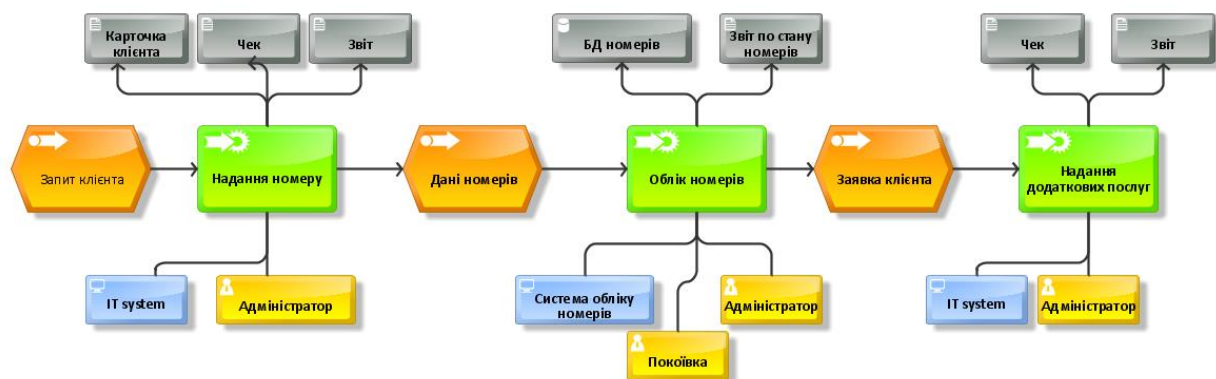 Карточка
клієнта
Чек
Звіт
БД номерів
Звіт по стану
номерів
Чек
Звіт
Запит клієнта
Надання номеру
Дані номерів
Облік номерів
Заявка клієнта
Надання
додаткових послуг
IT system
Адміністратор
Система обліку
номерів
Адміністратор
IT system
Адміністратор
Покоївка